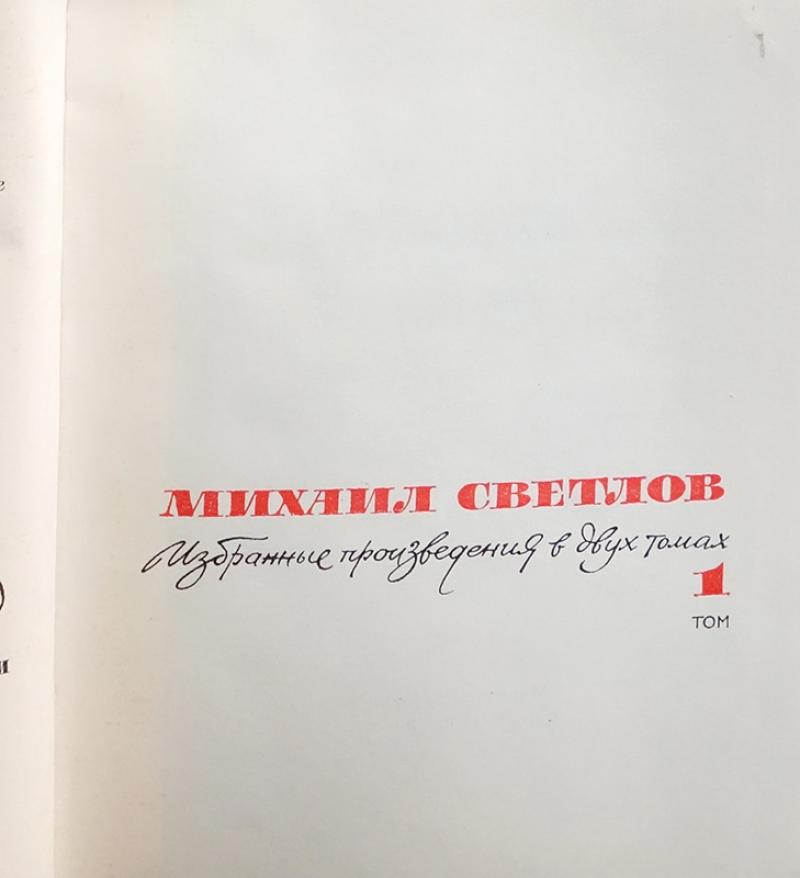 МИХАИЛ СВЕТЛОВ
Избранные произведения в двух томах
1
ТОМ